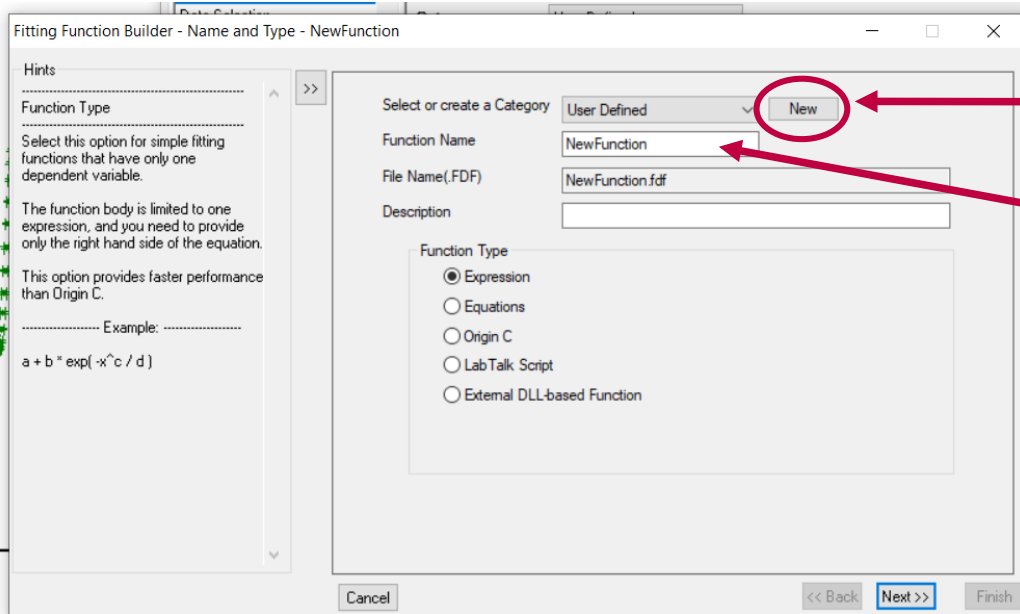 Data Selection
Fitting Function Builder - Name and Type - NewFunction
Hints
Function Type
Select this option for simple fitting
functions that have only one
dependent variable.
The function body is limited to one
expression, and you need to provide
only the right hand side of the equation.
This option provides faster performance
than Origin C.
-------------------- Example: --------------------
a + b * exp( -x^c / d )
>>
Select or create a Category User Defined New
Function Name NewFunction
File Name(.FDF) NewFunction.fdf
Description
Function Type
Expression
Equations
Origin C
LabTalk Script
External DLL-based Function
Cancel << Back Next >> Finish